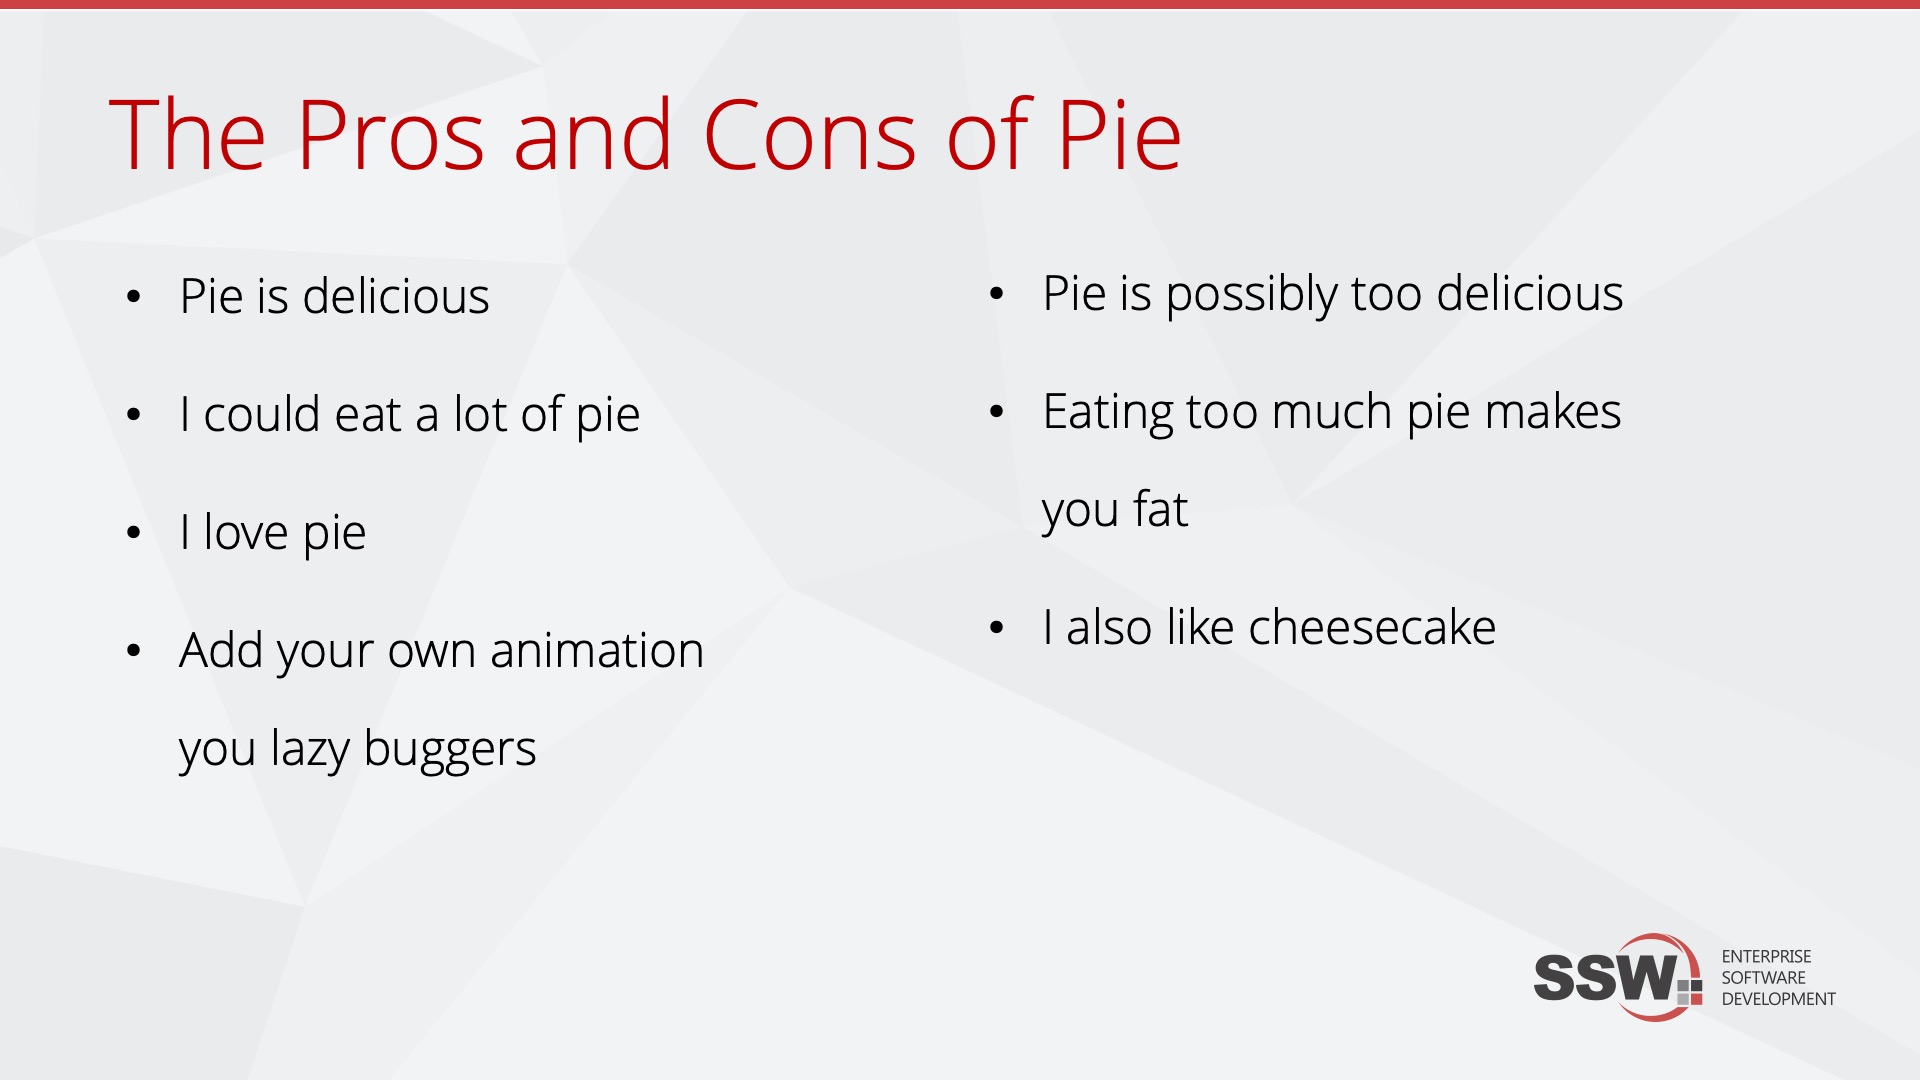 The Pros and Cons of Pie
• Pie is delicious
• I could eat a lot of pie
• I love pie
• Add your own animation
you lazy buggers
• Pie is possibly too delicious
• Eating too much pie makes
you fat
• I also like cheesecake
SSW
ENTERPRISE
SOFTWARE
DEVELOPMENT